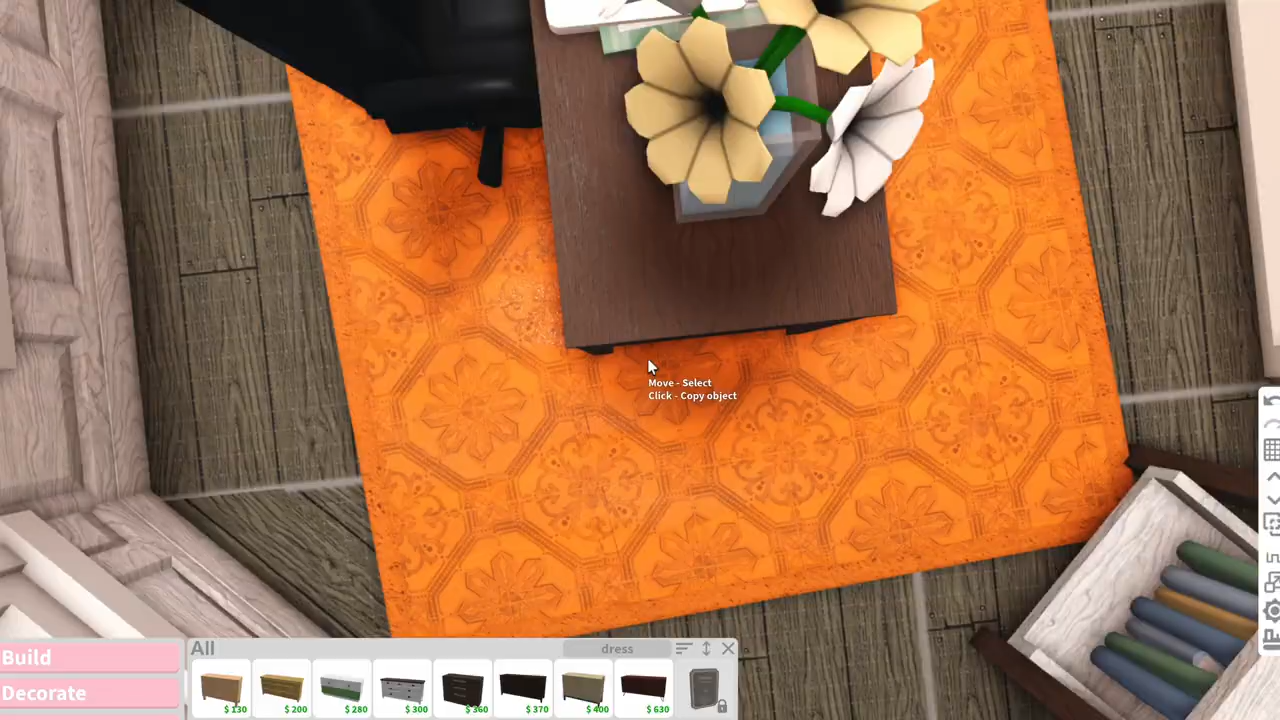 Move - Select
Click - Copy object
Build
Decorate
All
dress
$ 130
$ 200
$ 280
$ 300
$ 360
$ 370
$ 400
$ 630